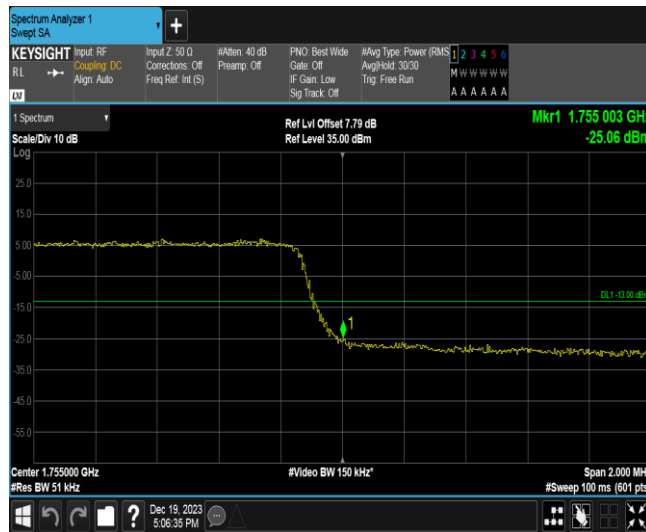 Spectrum Analyzer 1
Swept SA
KEYSIGHT
RL
LXI
Input: RF
Coupling: DC
Align: Auto
Input Z: 50 Ω
Corrections: Off
Freq Ref: Int (S)
#Atten: 40 dB
Preamp: Off
PNO: Best Wide
Gate: Off
IF Gain: Low
Sig Track: Off
#Avg Type: Power (RMS
Avg|Hold: 30/30
Trig: Free Run
1 2 3 4 5 6
M W W W W W
A A A A A A
1 Spectrum
Scale/Div 10 dB
Ref Lvl Offset 7.79 dB
Ref Level 35.00 dBm
Mkr1 1.755 003 GHz
-25.06 dBm
Log
25.0
15.0
5.00
-5.00
-15.0
-25.0
-35.0
-45.0
-55.0
DL1 -13.00 dBm
1
Center 1.755000 GHz
#Res BW 51 kHz
#Video BW 150 kHz*
Span 2.000 MH
#Sweep 100 ms (601 pts
?
Dec 19, 2023
5:06:35 PM